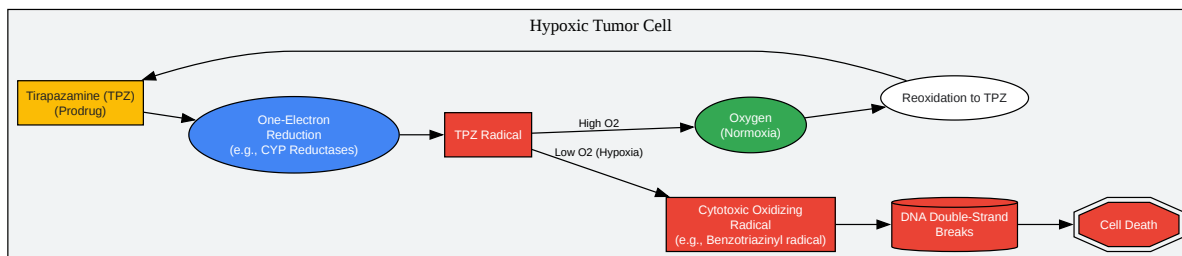 Hypoxic Tumor Cell
Tirapazamine (TPZ)
(Prodrug)
One-Electron
Reduction
(e.g., CYP Reductases)
TPZ Radical
High O2
Low O2 (Hypoxia)
Oxygen
(Normoxia)
Reoxidation to TPZ
Cytotoxic Oxidizing
Radical
(e.g., Benzotriazinyl radical)
DNA Double-Strand
Breaks
Cell Death